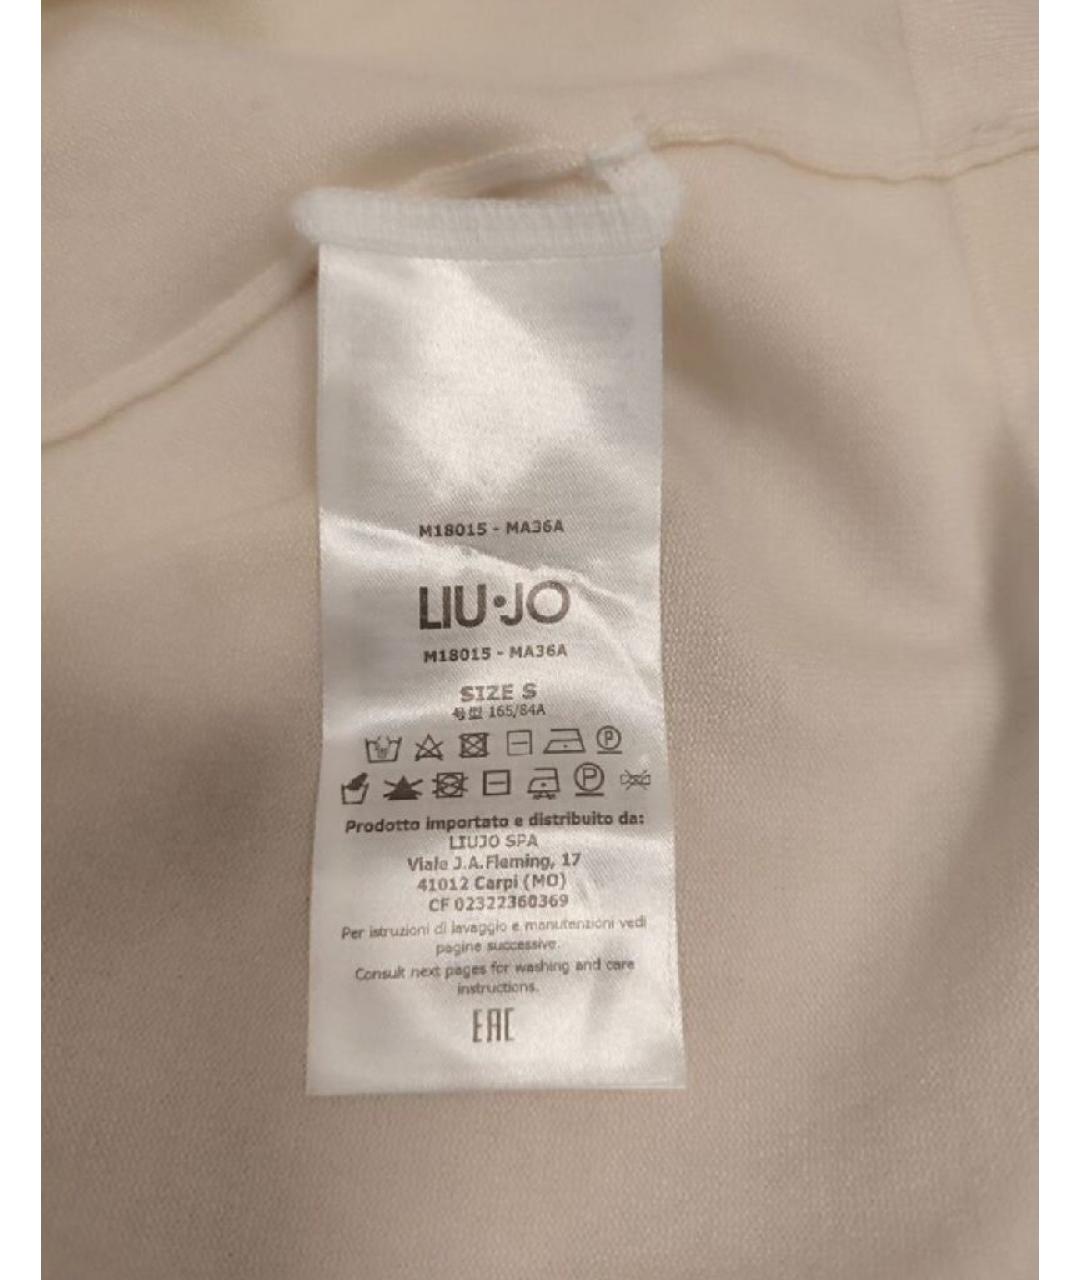 M18015 - MA36A
LIU·JO
M18015 - MA36A
SIZE S
号型 165/84A
P
P
Prodotto importato e distribuito da:
LIUJO SPA
Viale J.A.Fleming, 17
41012 Carpi (MO)
CF 02322360369
Per istruzioni di lavaggio e manutenzioni vedi
pagine successive.
Consult next pages for washing and care
instructions.
EAC